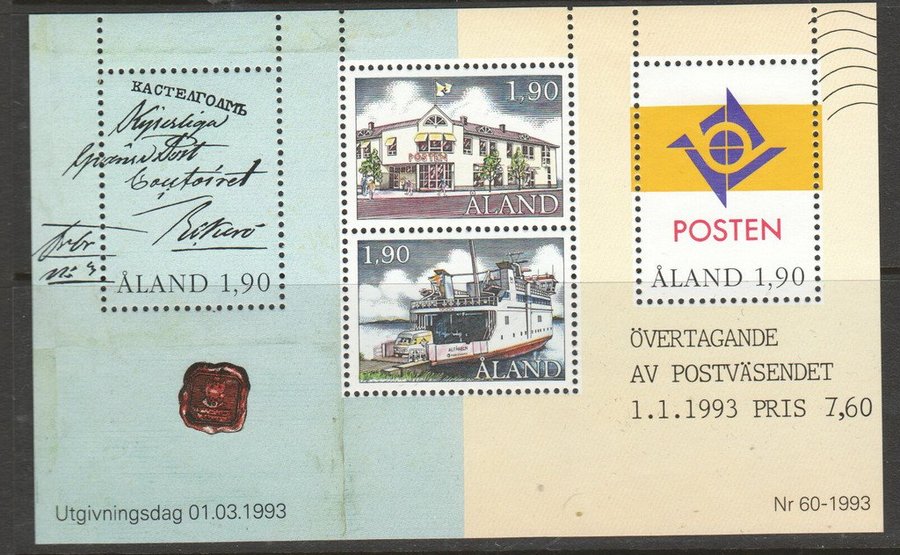 КАСТЕЛГОЛМЪ
ÅLAND 1,90
1,90
POSTEN
ÅLAND
1,90
ÅLAND
POSTEN
ÅLAND 1,90
ÖVERTAGANDE
AV POSTVÄSENDET
1.1.1993 PRIS 7,60
Utgivningsdag 01.03.1993
Nr 60-1993